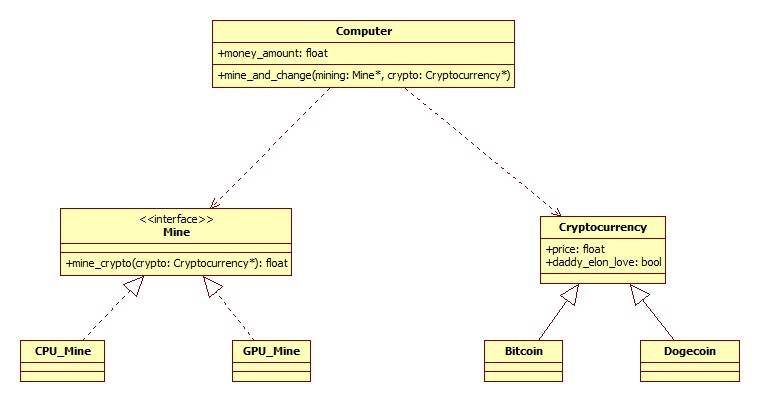 Computer
+money_amount: float
+mine_and_change(mining: Mine*, crypto: Cryptocurrency*)
<<interface>>
Mine
+mine_crypto(crypto: Cryptocurrency*): float
Cryptocurrency
+price: float
+daddy_elon_love: bool
CPU_Mine
GPU_Mine
Bitcoin
Dogecoin